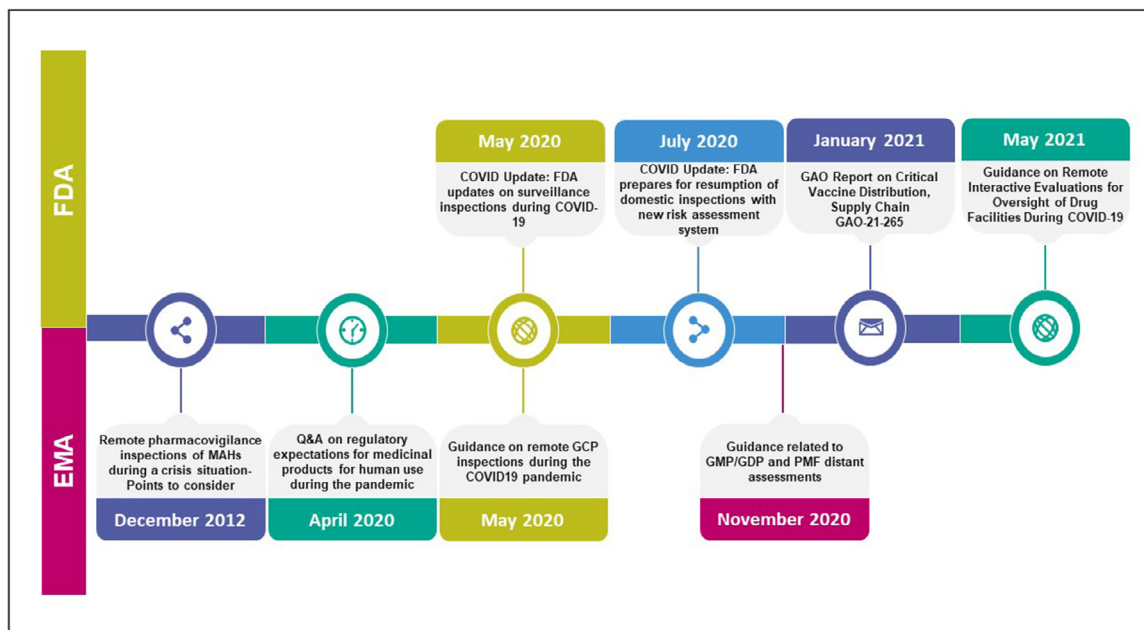 FDA
May 2020
COVID Update: FDA
updates on surveillance
inspections during COVID-
19
July 2020
COVID Update: FDA
prepares for resumption of
domestic inspections with
new risk assessment
system
January 2021
GAO Report on Critical
Vaccine Distribution,
Supply Chain
GAO-21-265
May 2021
Guidance on Remote
Interactive Evaluations for
Oversight of Drug
Facilities During COVID-19
EMA
Remote pharmacovigilance
inspections of MAHs
during a crisis situation-
Points to consider
December 2012
Q&A on regulatory
expectations for medicinal
products for human use
during the pandemic
April 2020
Guidance on remote GCP
inspections during the
COVID19 pandemic
May 2020
Guidance related to
GMP/GDP and PMF distant
assessments
November 2020